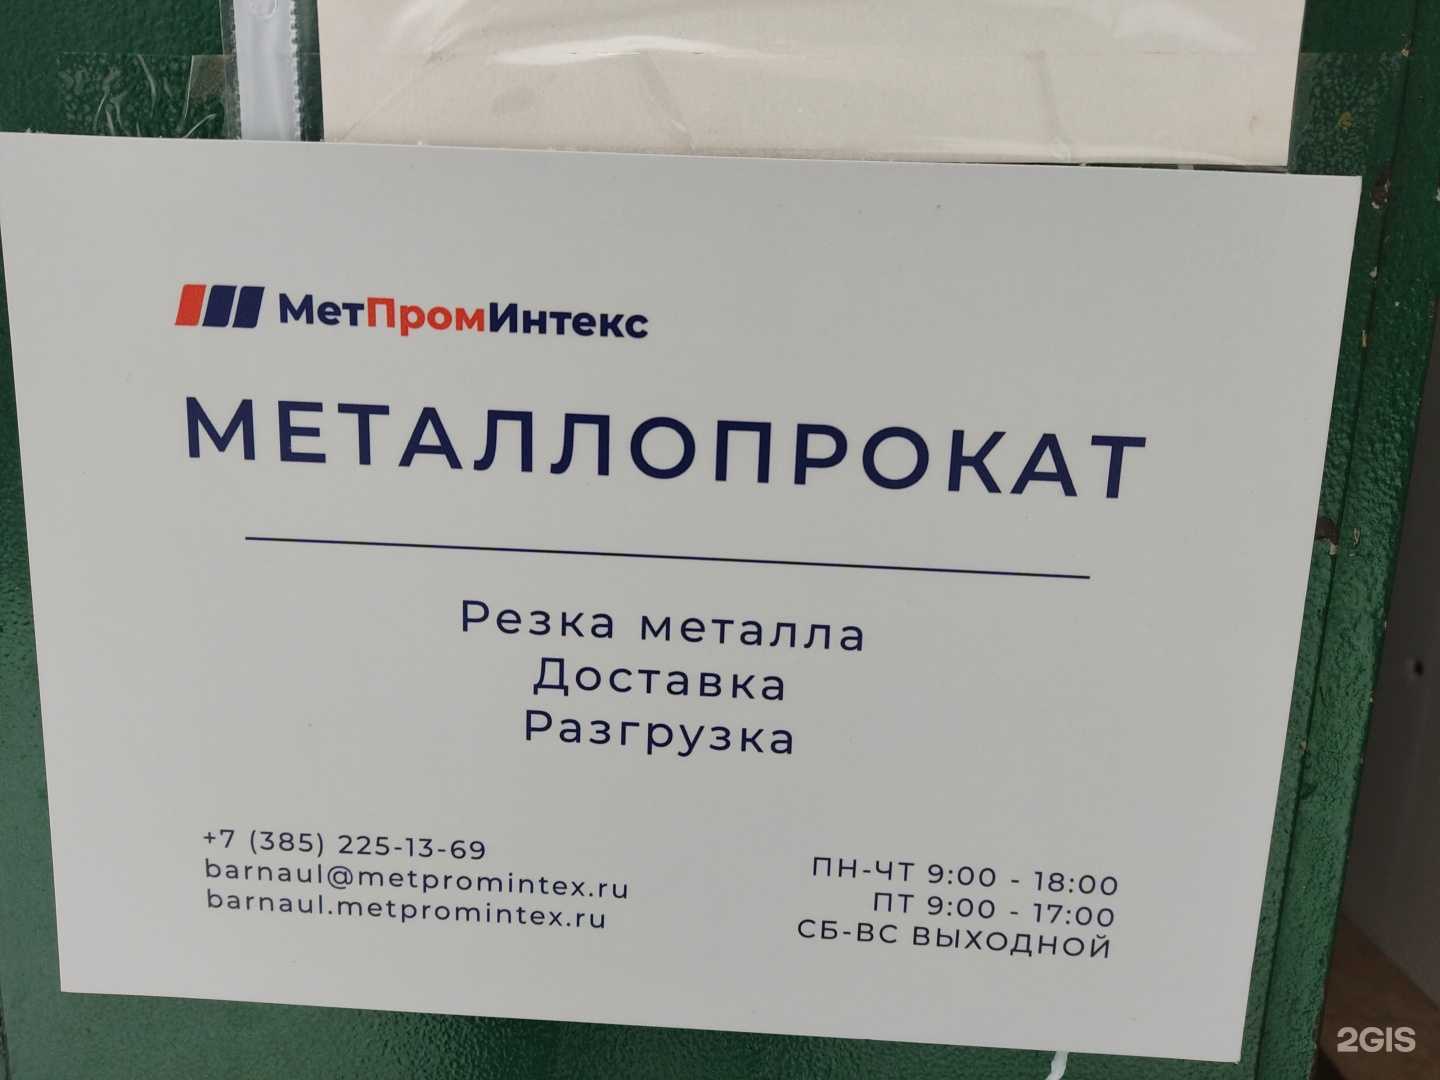 МетПромИнтекс
МЕТАЛЛОПРОКАТ
Резка металла
Доставка
Разгрузка
+7 (385) 225-13-69
barnaul@metpromintex.ru
barnaul.metpromintex.ru
ПН-ЧТ 9:00 - 18:00
ПТ 9:00 - 17:00
СБ-ВС ВЫХОДНОЙ
2GIS